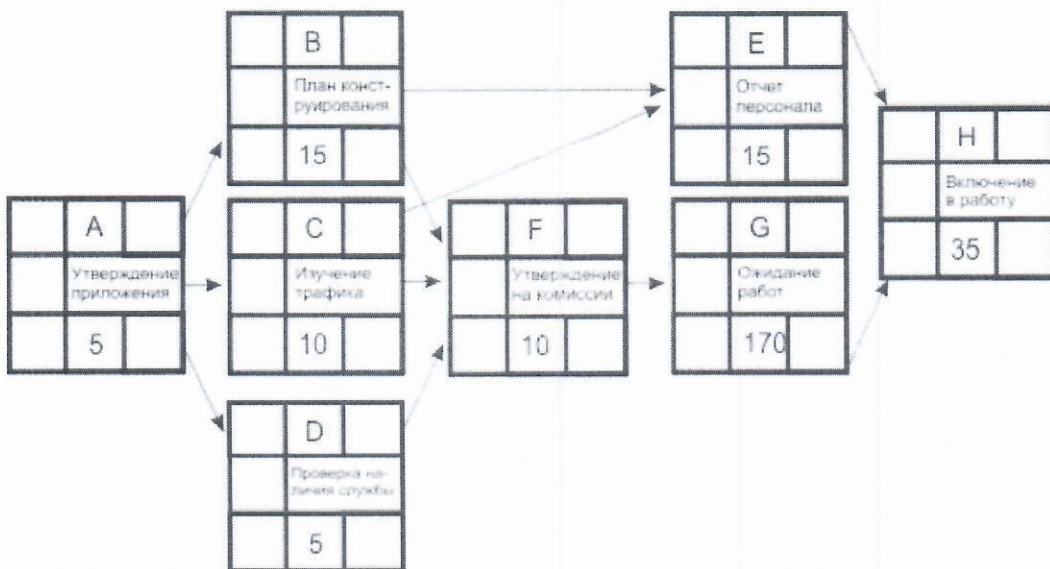 B
План конст-
руирования
15
E
Отчет
персонала
15
H
Включение
в работу
35
A
Утверждение
приложения
5
C
Изучение
трафика
10
F
Утверждение
на комиссии
10
G
Ожидание
работ
170
D
Проверка на-
личия службы
5